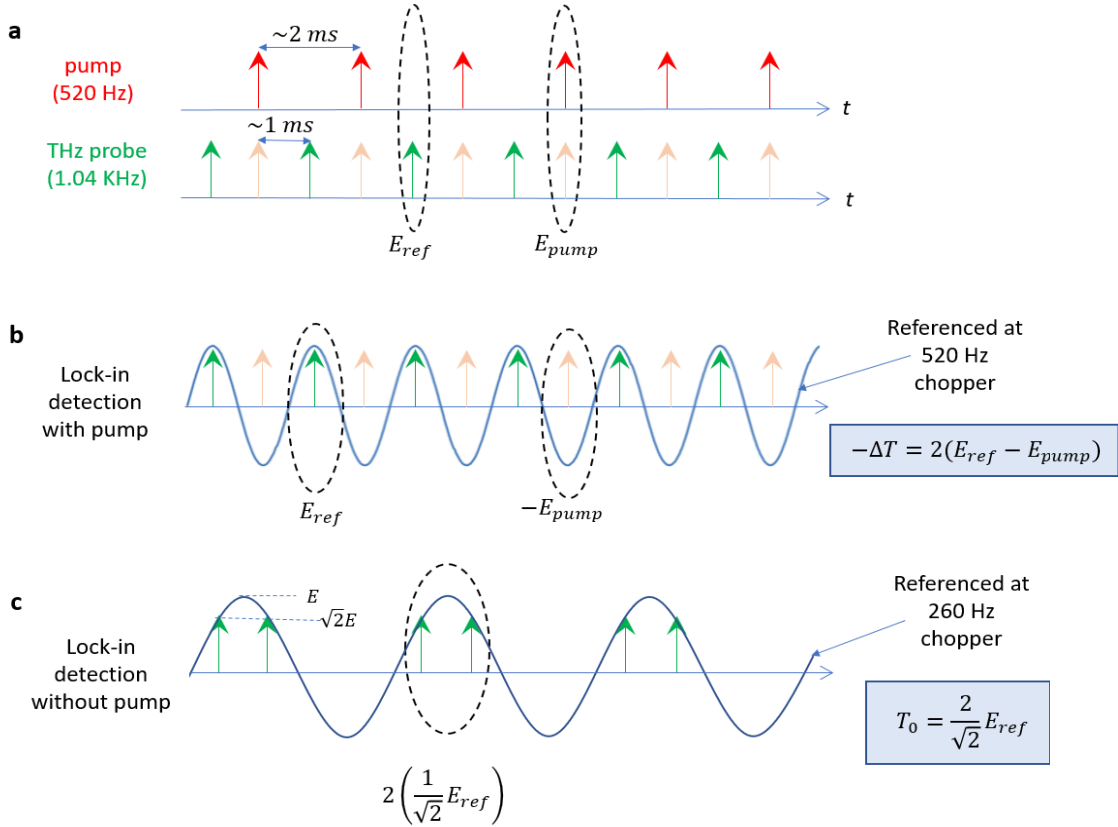 a
~2 ms
pump
(520 Hz)
t
~1 ms
THz probe
(1.04 KHz)
t
E_ref
E_pump
b
Lock-in
detection
with pump
Referenced at
520 Hz
chopper
−ΔT = 2(E_ref − E_pump)
E_ref
−E_pump
c
Lock-in
detection
without pump
E
√2E
Referenced at
260 Hz
chopper
T_0 = 2/√2 E_ref
2(1/√2 E_ref)